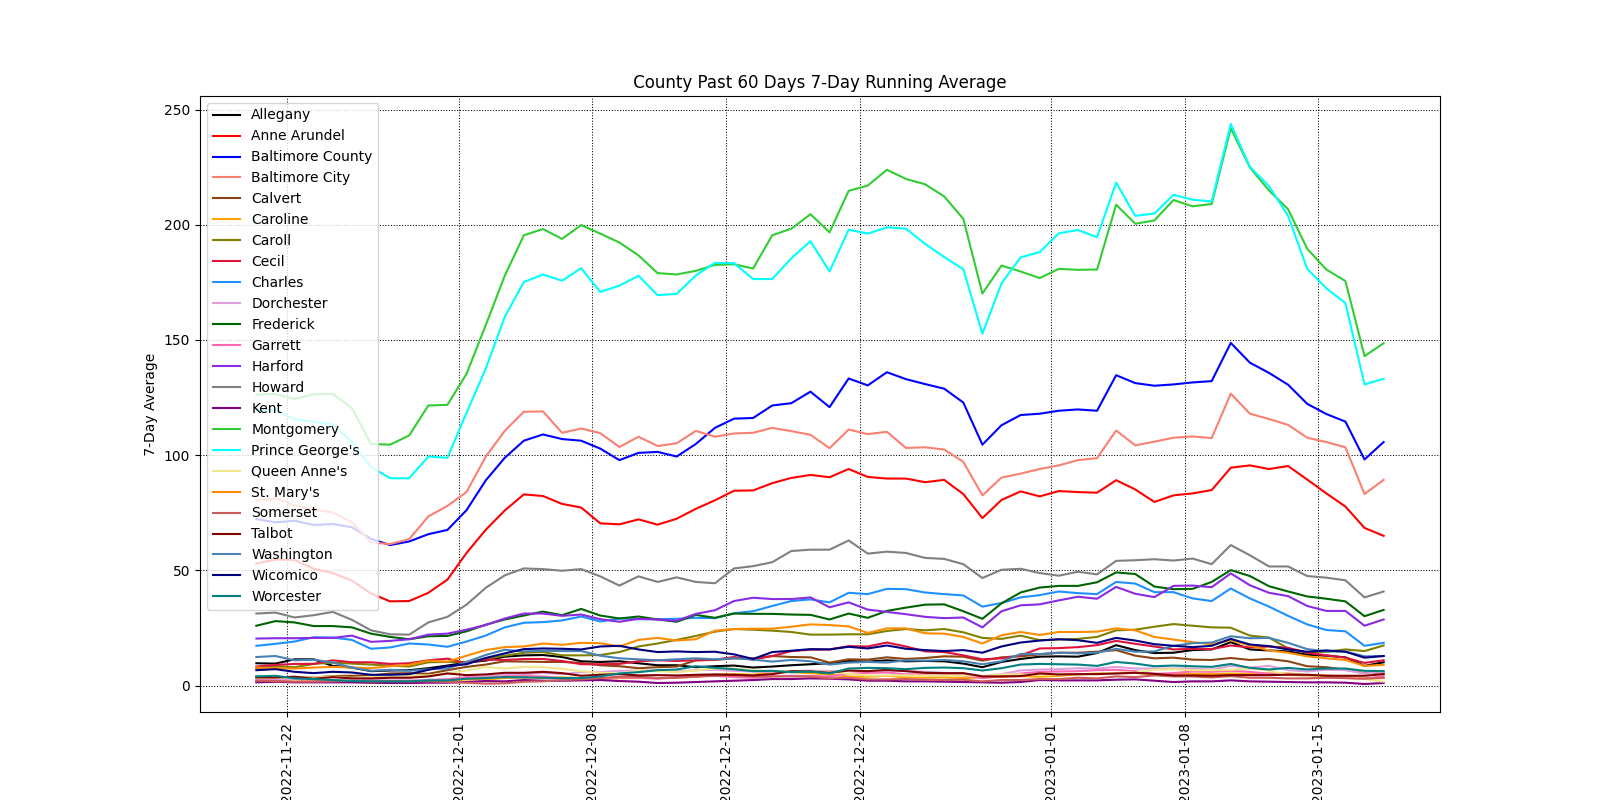 County Past 60 Days 7-Day Running Average
250
200
150
100
50
0
7-Day Average
Allegany
Anne Arundel
Baltimore County
Baltimore City
Calvert
Caroline
Caroll
Cecil
Charles
Dorchester
Frederick
Garrett
Harford
Howard
Kent
Montgomery
Prince George's
Queen Anne's
St. Mary's
Somerset
Talbot
Washington
Wicomico
Worcester
2022-11-22
2022-12-01
2022-12-08
2022-12-15
2022-12-22
2023-01-01
2023-01-08
2023-01-15